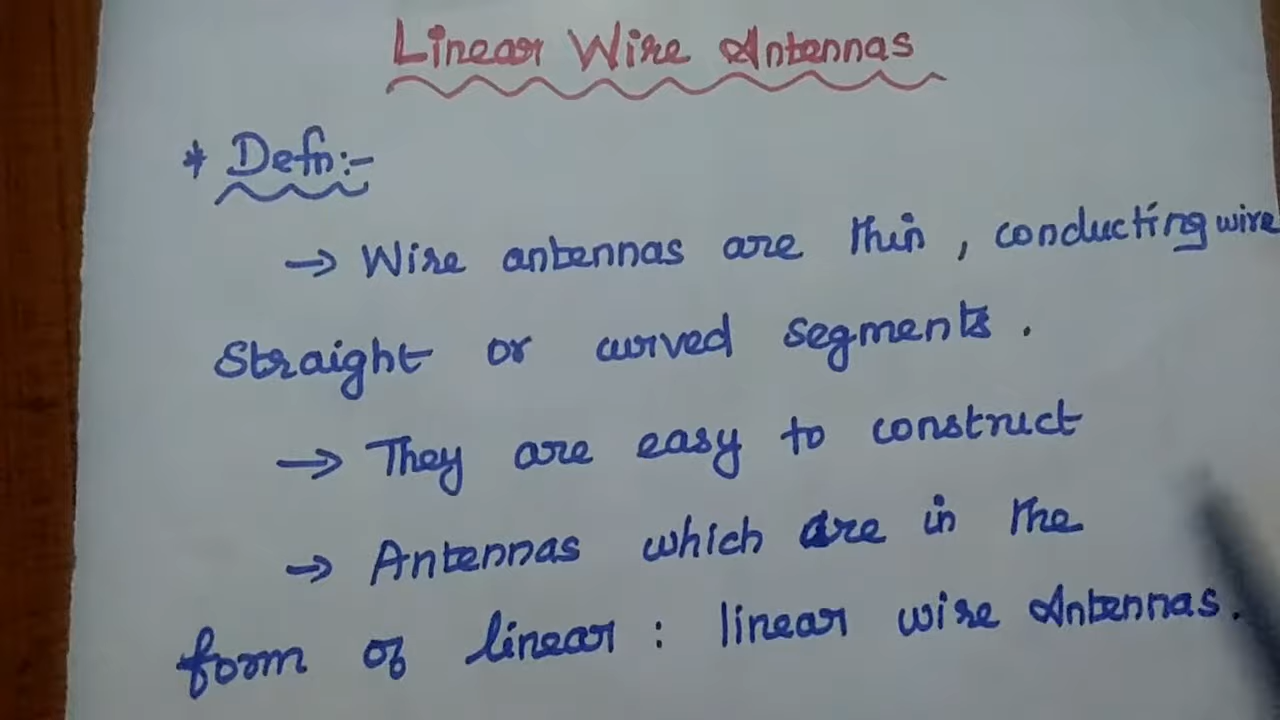 Linear Wire Antennas
* Defn:-
→ Wire antennas are thin, conducting wire
straight or curved segments.
→ They are easy to construct
→ Antennas which are in the
form of linear : linear wire Antennas.